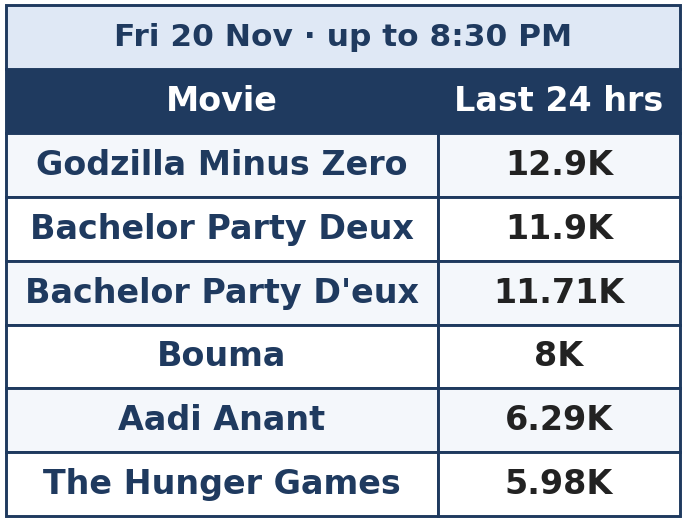 Fri 20 Nov · up to 8:30 PM
Movie Last 24 hrs
Godzilla Minus Zero 12.9K
Bachelor Party Deux 11.9K
Bachelor Party D'eux 11.71K
Bouma 8K
Aadi Anant 6.29K
The Hunger Games 5.98K